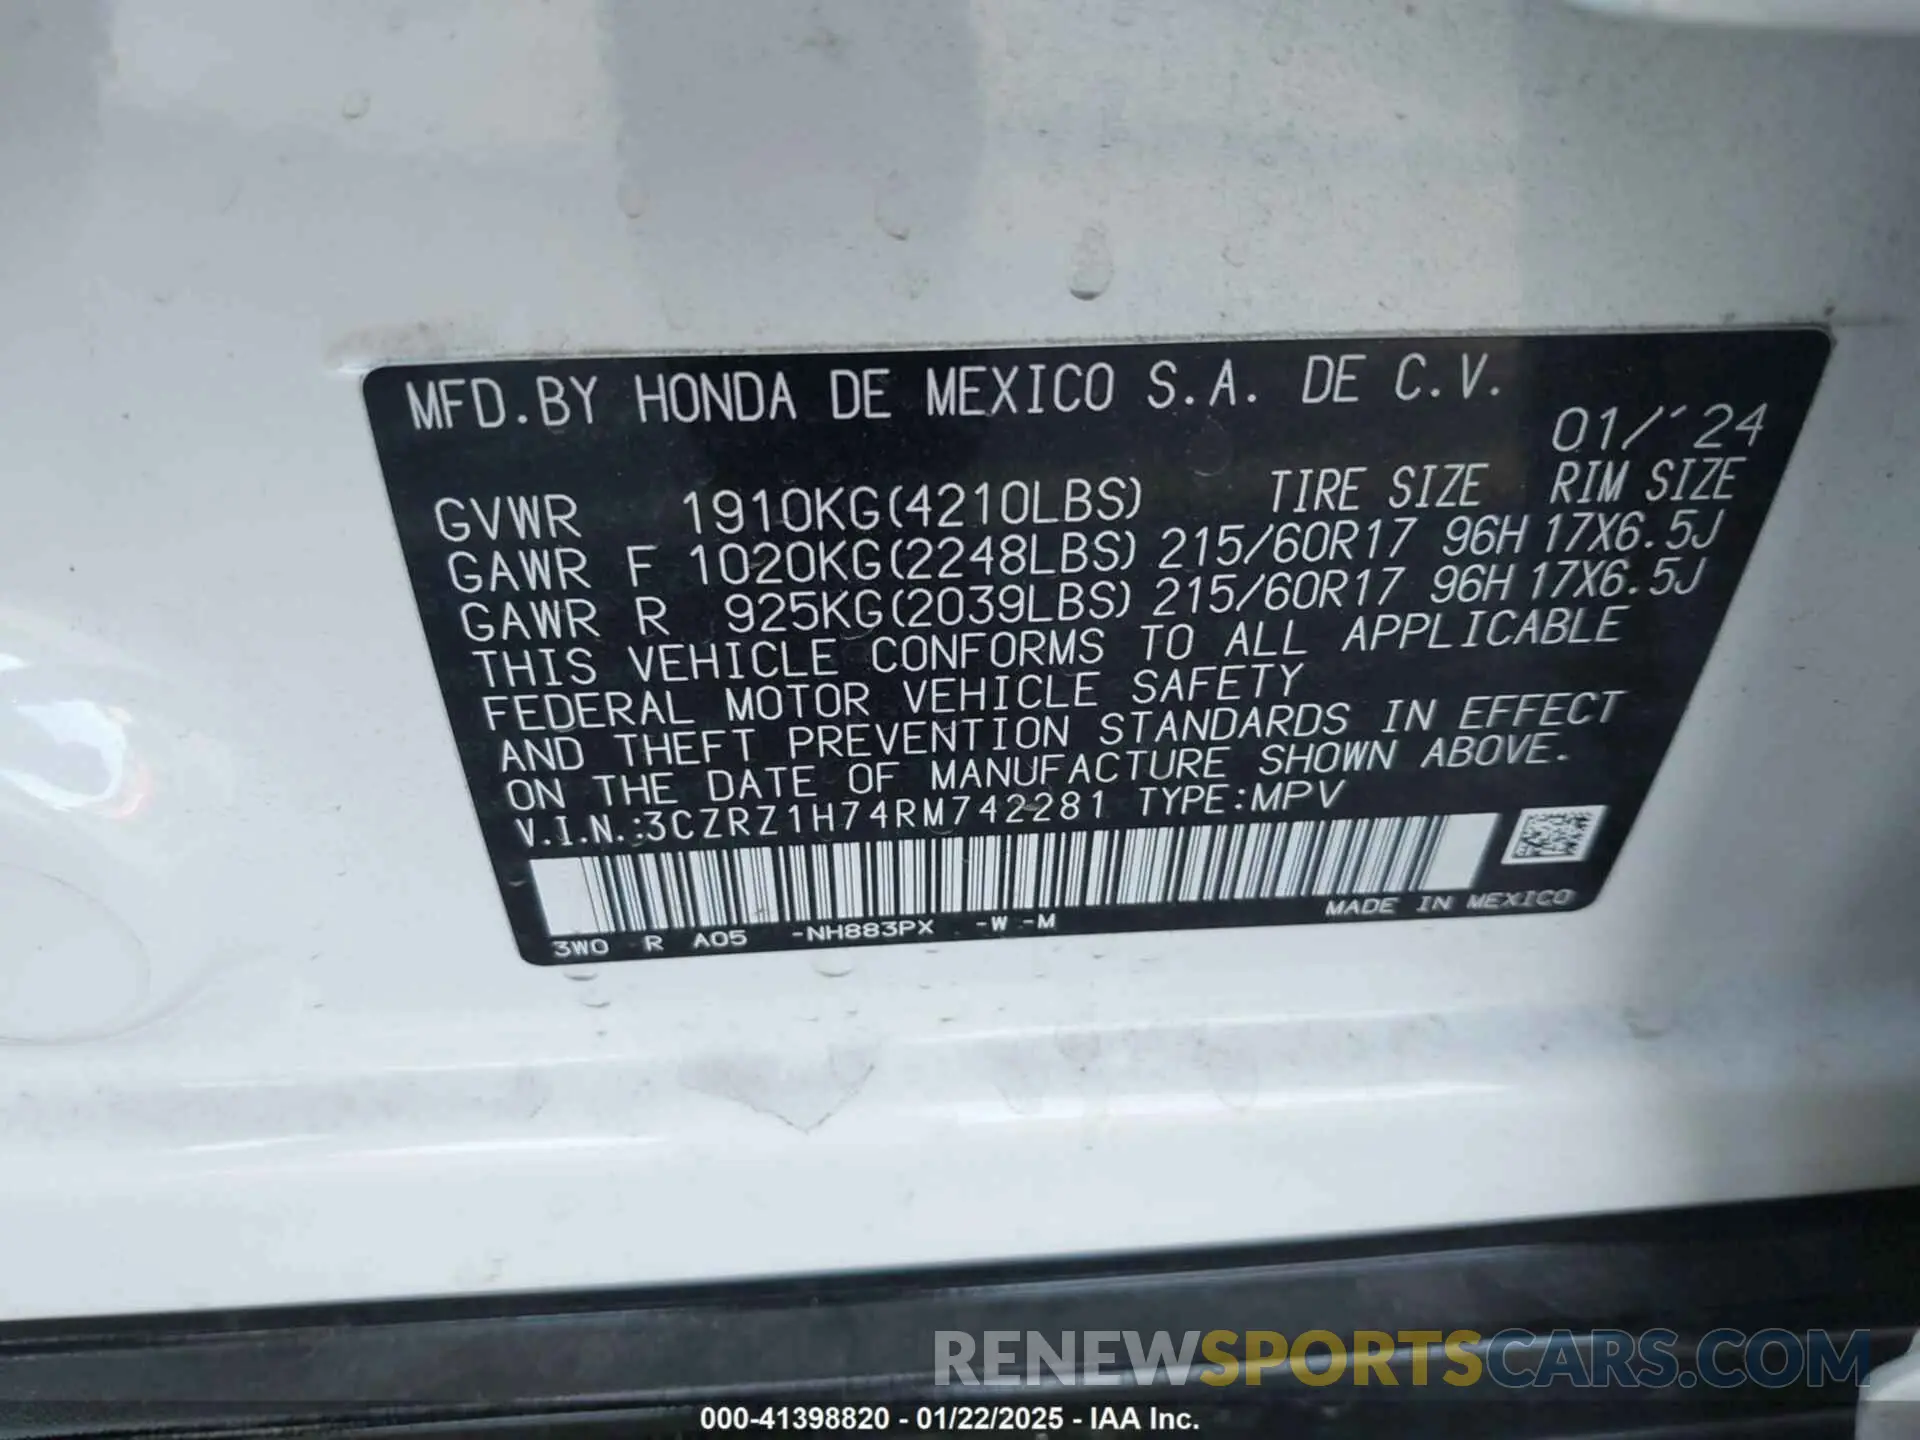 MFD.BY HONDA DE MEXICO S.A. DE C.V.
01/´24
GVWR 1910KG(4210LBS) TIRE SIZE RIM SIZE
GAWR F 1020KG(2248LBS) 215/60R17 96H 17X6.5J
GAWR R 925KG(2039LBS) 215/60R17 96H 17X6.5J
THIS VEHICLE CONFORMS TO ALL APPLICABLE
FEDERAL MOTOR VEHICLE SAFETY
AND THEFT PREVENTION STANDARDS IN EFFECT
ON THE DATE OF MANUFACTURE SHOWN ABOVE.
V.I.N.:3CZRZ1H74RM742281 TYPE:MPV
3W0 R A05 -NH883PX -W -M MADE IN MEXICO
RENEWSPORTSCARS.COM
000-41398820 - 01/22/2025 - IAA Inc.